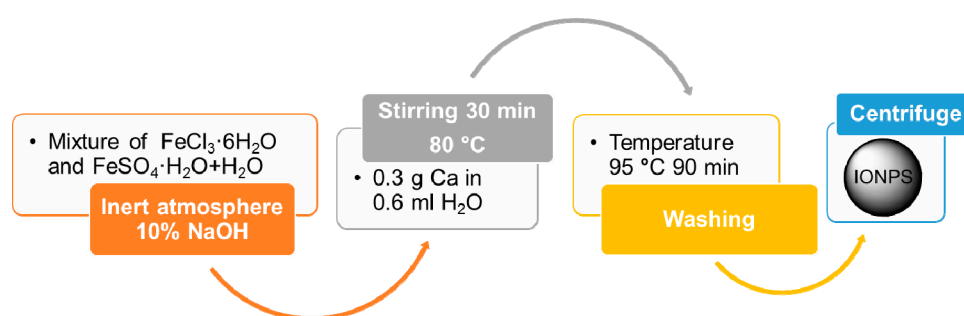 • Mixture of FeCl₃·6H₂O
and FeSO₄·H₂O+H₂O
Inert atmosphere
10% NaOH
Stirring 30 min
80 °C
• 0.3 g Ca in
0.6 ml H₂O
• Temperature
95 °C 90 min
Washing
Centrifuge
IONPS